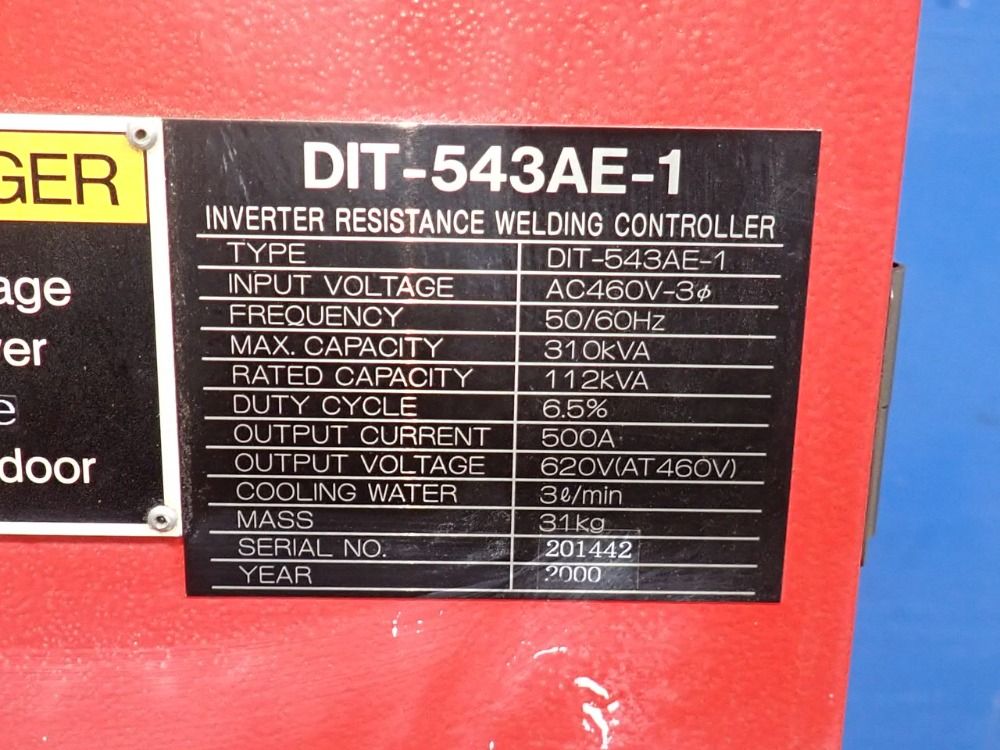 GER
age
er
e
door
DIT-543AE-1
INVERTER RESISTANCE WELDING CONTROLLER
TYPE DIT-543AE-1
INPUT VOLTAGE AC460V-3ϕ
FREQUENCY 50/60Hz
MAX. CAPACITY 310kVA
RATED CAPACITY 112kVA
DUTY CYCLE 6.5%
OUTPUT CURRENT 500A
OUTPUT VOLTAGE 620V(AT460V)
COOLING WATER 3ℓ/min
MASS 31kg
SERIAL NO. 201442
YEAR 2000